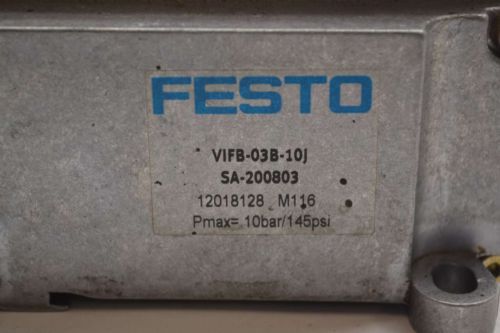 FESTO
VIFB-03B-10J
SA-200803
12018128 M116
Pmax= 10bar/145psi